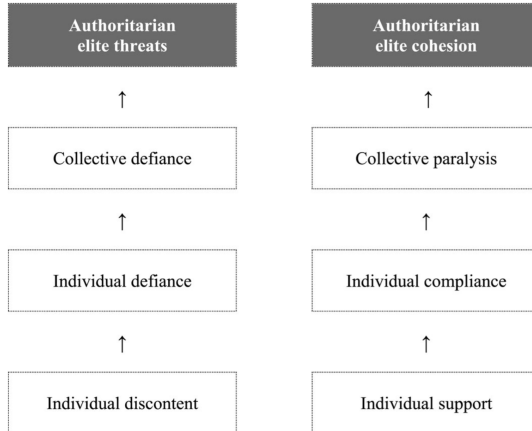 Authoritarian
elite threats
Authoritarian
elite cohesion
↑
↑
Collective defiance
Collective paralysis
↑
↑
Individual defiance
Individual compliance
↑
↑
Individual discontent
Individual support